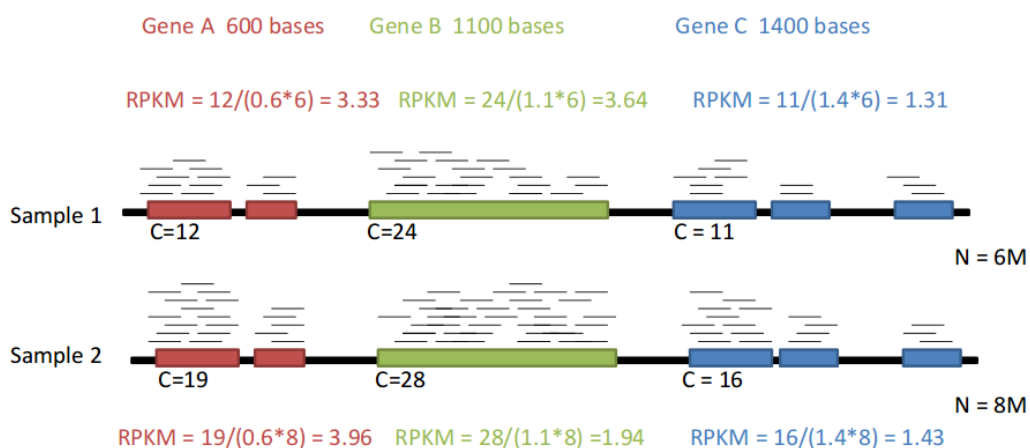 Gene A 600 bases Gene B 1100 bases Gene C 1400 bases
RPKM = 12/(0.6*6) = 3.33 RPKM = 24/(1.1*6) =3.64 RPKM = 11/(1.4*6) = 1.31
Sample 1
C=12 C=24 C = 11
N = 6M
Sample 2
C=19 C=28 C = 16
N = 8M
RPKM = 19/(0.6*8) = 3.96 RPKM = 28/(1.1*8) =1.94 RPKM = 16/(1.4*8) = 1.43